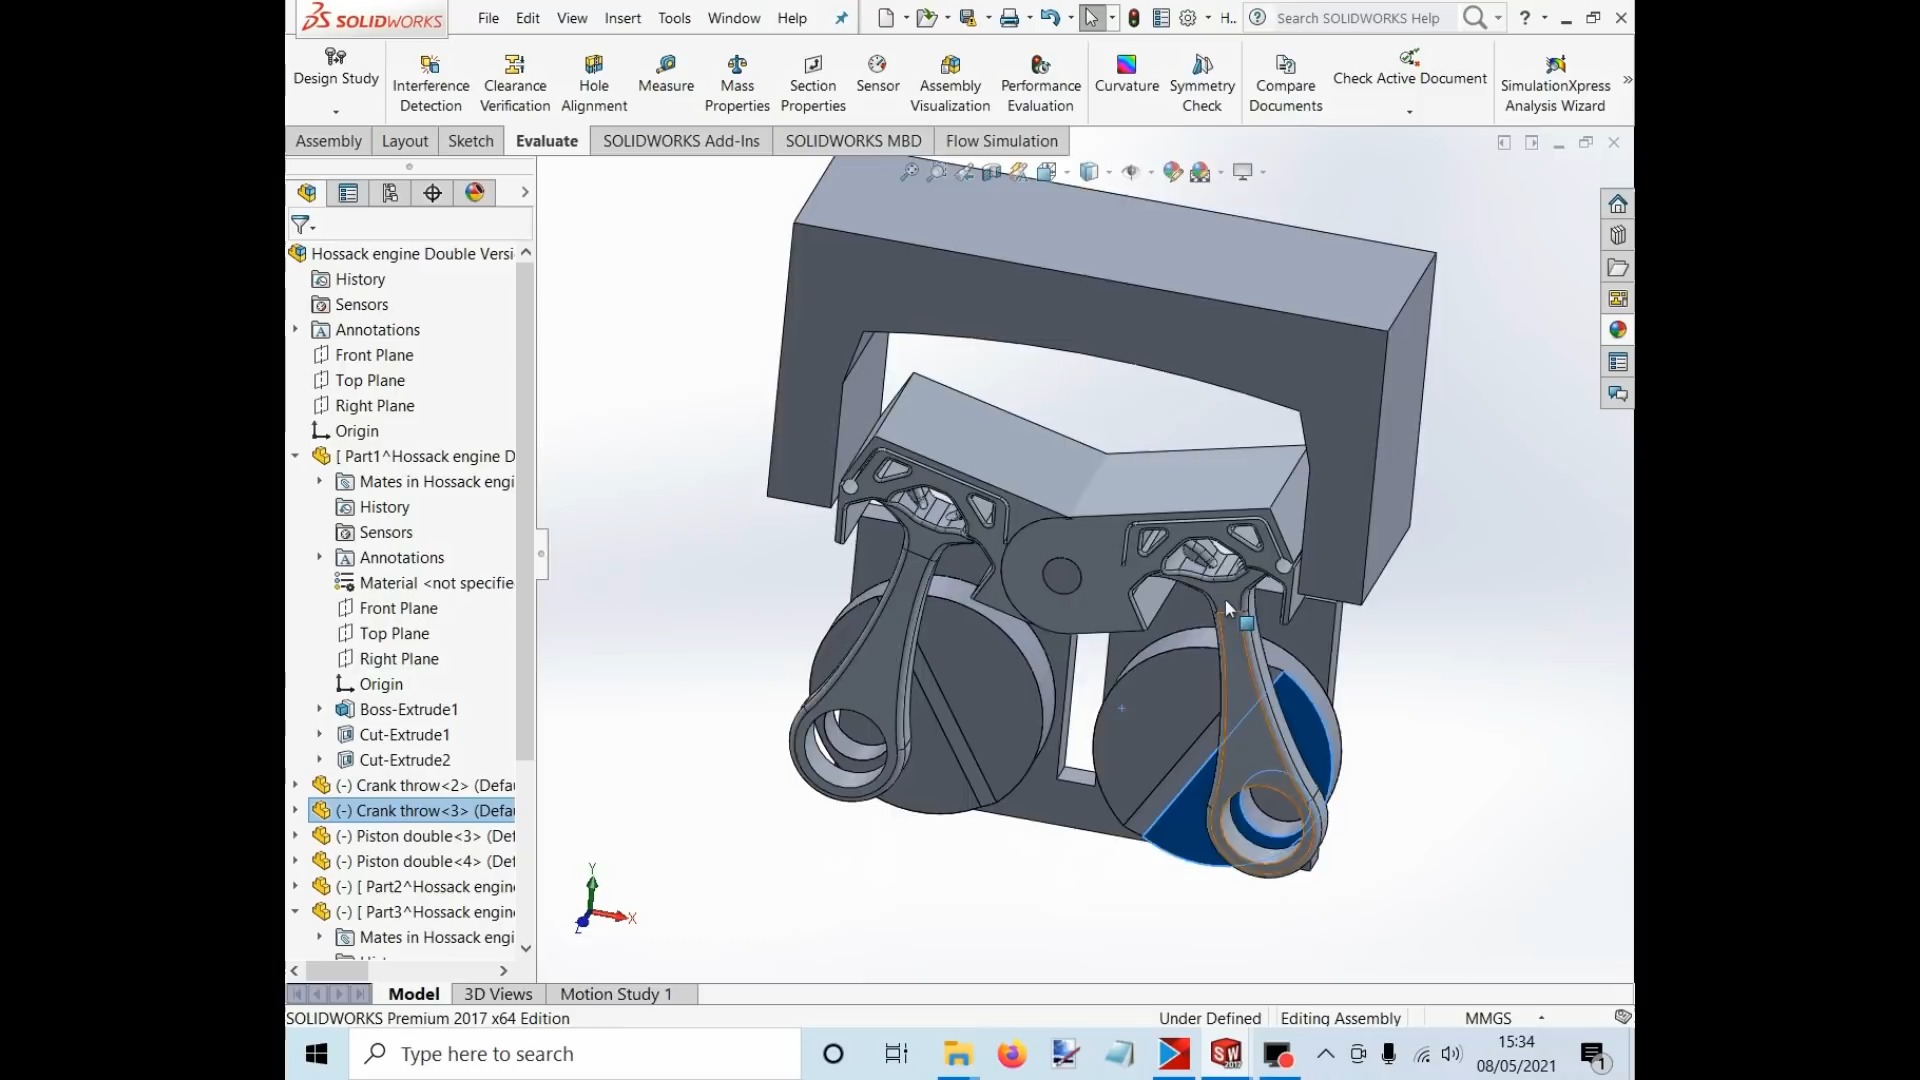 SOLIDWORKS
File Edit View Insert Tools Window Help
H..
Search SOLIDWORKS Help
?
Design Study
Interference Detection
Clearance Verification
Hole Alignment
Measure
Mass Properties
Section Properties
Sensor
Assembly Visualization
Performance Evaluation
Curvature
Symmetry Check
Compare Documents
Check Active Document
SimulationXpress Analysis Wizard
Assembly Layout Sketch Evaluate SOLIDWORKS Add-Ins SOLIDWORKS MBD Flow Simulation
Hossack engine Double Versi
History
Sensors
Annotations
Front Plane
Top Plane
Right Plane
Origin
[ Part1^Hossack engine D
Mates in Hossack engi
History
Sensors
Annotations
Material <not specifie
Front Plane
Top Plane
Right Plane
Origin
Boss-Extrude1
Cut-Extrude1
Cut-Extrude2
(-) Crank throw<2> (Defau
(-) Crank throw<3> (Defau
(-) Piston double<3> (Def
(-) Piston double<4> (Def
(-) [ Part2^Hossack engine
(-) [ Part3^Hossack engine
Mates in Hossack engi
Y
X
Z
Model 3D Views Motion Study 1
SOLIDWORKS Premium 2017 x64 Edition
Under Defined Editing Assembly MMGS
Type here to search
SW
2017
15:34
08/05/2021
1